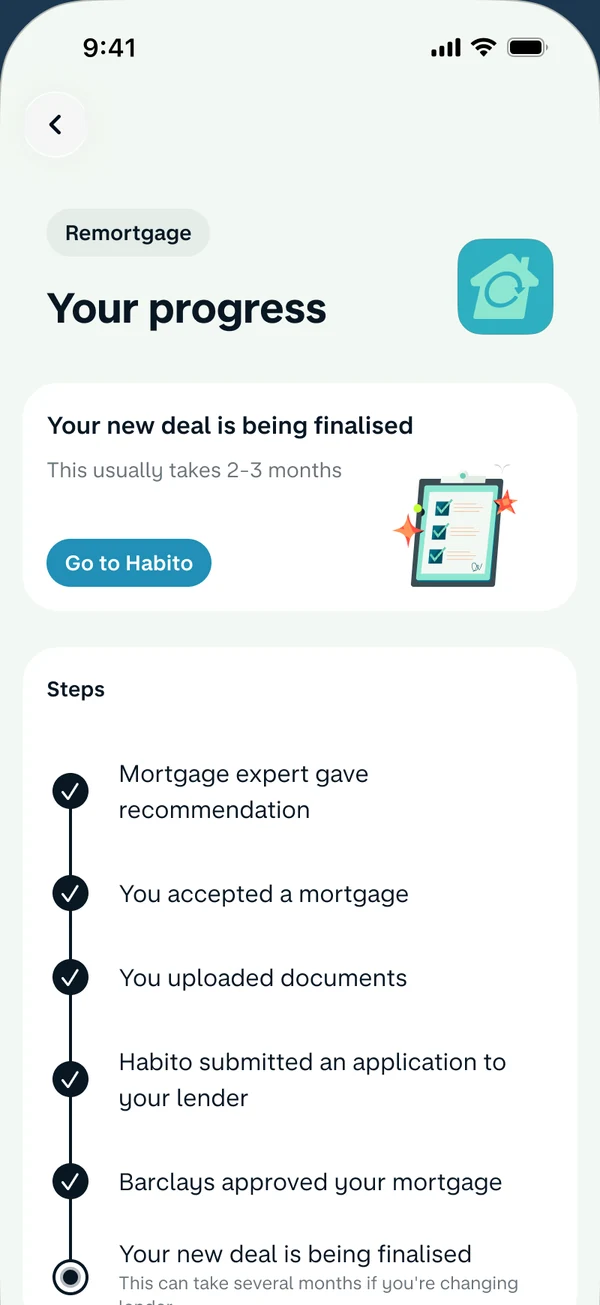 9:41
Remortgage
Your progress
Your new deal is being finalised
This usually takes 2-3 months
Go to Habito
Steps
Mortgage expert gave
recommendation
You accepted a mortgage
You uploaded documents
Habito submitted an application to
your lender
Barclays approved your mortgage
Your new deal is being finalised
This can take several months if you're changing
lender